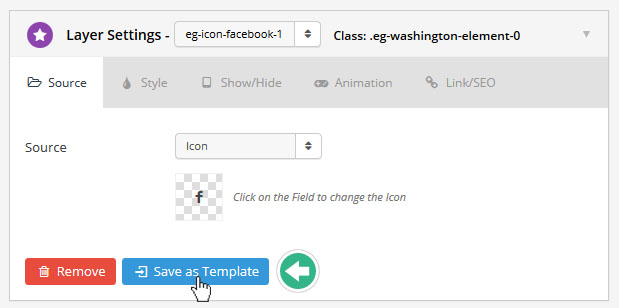 Layer Settings - eg-icon-facebook-1 Class: .eg-washington-element-0
Source Style Show/Hide Animation Link/SEO
Source Icon
f Click on the Field to change the Icon
Remove Save as Template